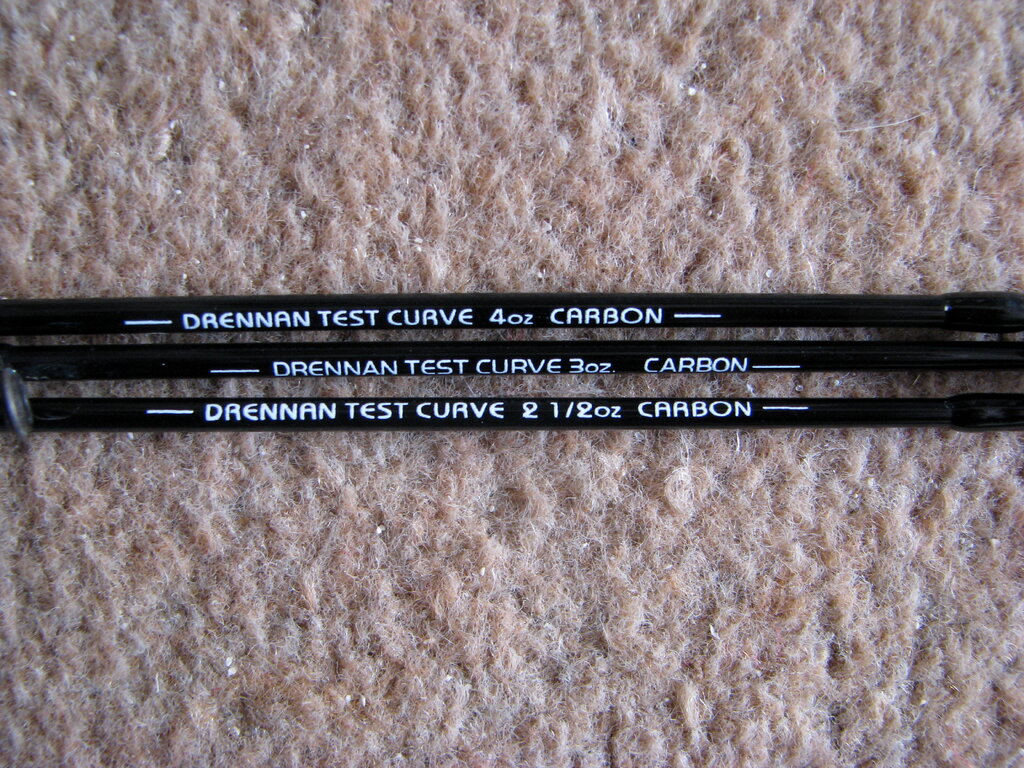 DRENNAN TEST CURVE 4oz CARBON
DRENNAN TEST CURVE 3oz. CARBON
DRENNAN TEST CURVE 2 1/2oz CARBON